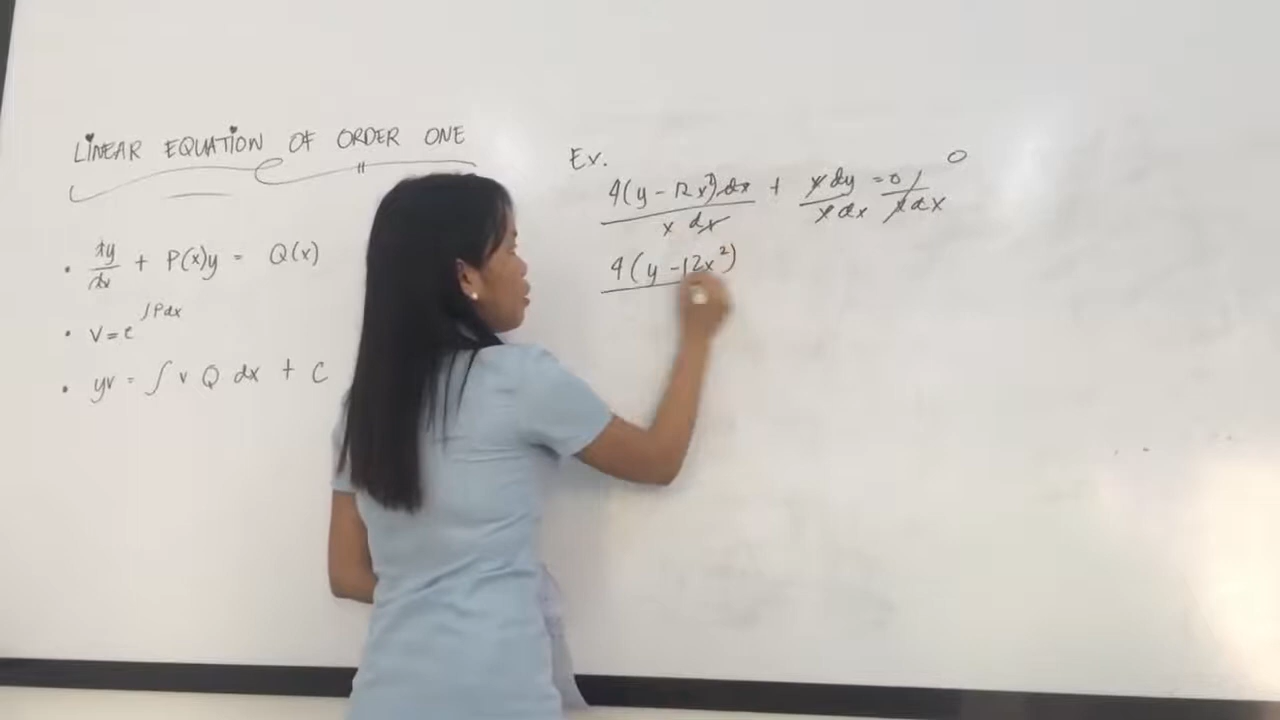 LINEAR EQUATION OF ORDER ONE
• dy/dx + P(x)y = Q(x)
• v = e^∫Pdx
• yv = ∫ v Q dx + C
Ex.
4(y - 12x²)dx / x dx + x dy / x dx = 0 / x dx 0
4(y - 12x²)